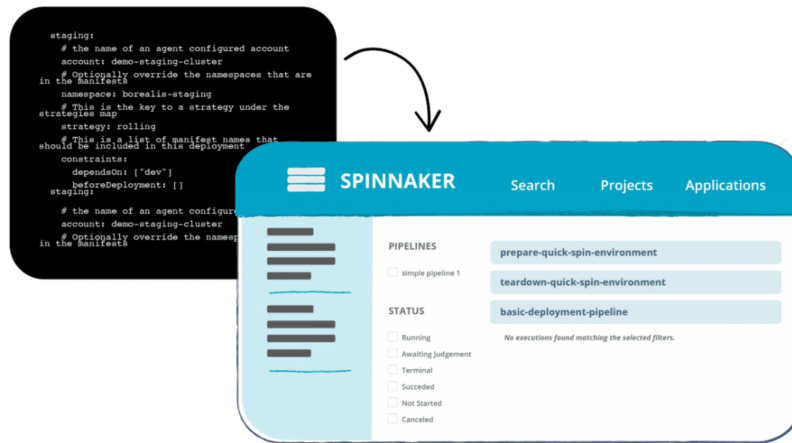 staging:
# the name of an agent configured account
account: demo-staging-cluster
# Optionally override the namespaces that are
in the manifests
namespace: borealis-staging
# This is the key to a strategy under the
strategies map
strategy: rolling
# This is a list of manifest names that
should be included in this deployment
constraints:
dependsOn: ["dev"]
beforeDeployment: []
staging:
# the name of an agent
account: demo-staging-cluster
# Optionally override the
in the manifests
SPINNAKER
Search
Projects
Applications
PIPELINES
simple pipeline 1
STATUS
Running
Awaiting Judgement
Terminal
Succeded
Not Started
Canceled
prepare-quick-spin-environment
teardown-quick-spin-environment
basic-deployment-pipeline
No executions found matching the selected filters.